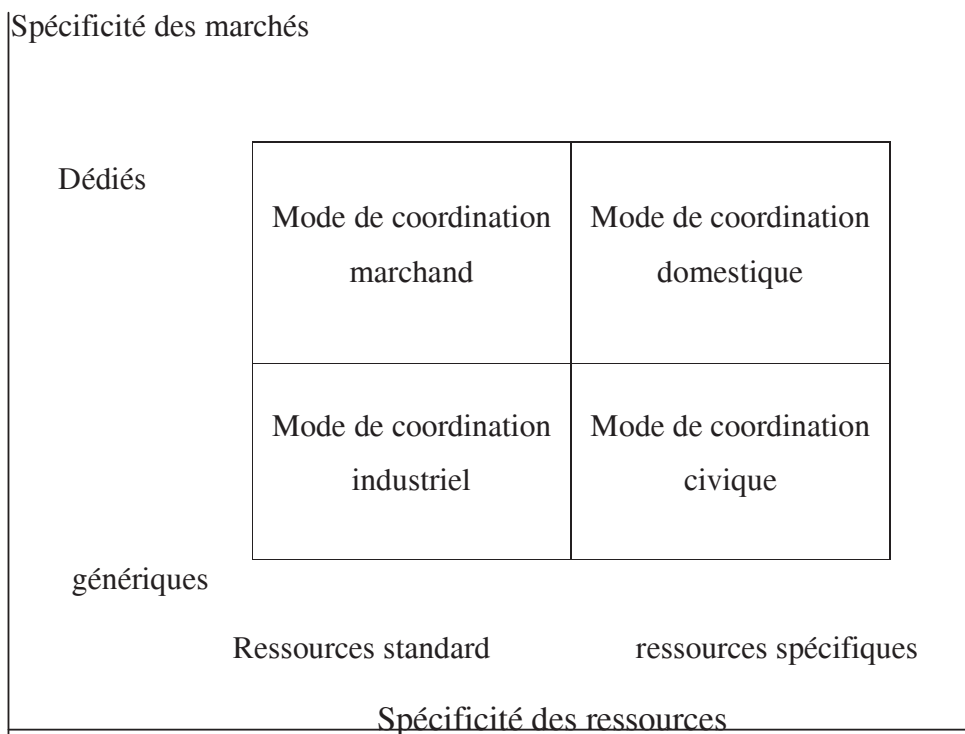 Spécificité des marchés
Dédiés
Mode de coordination
marchand
Mode de coordination
domestique
Mode de coordination
industriel
Mode de coordination
civique
génériques
Ressources standard
ressources spécifiques
Spécificité des ressources